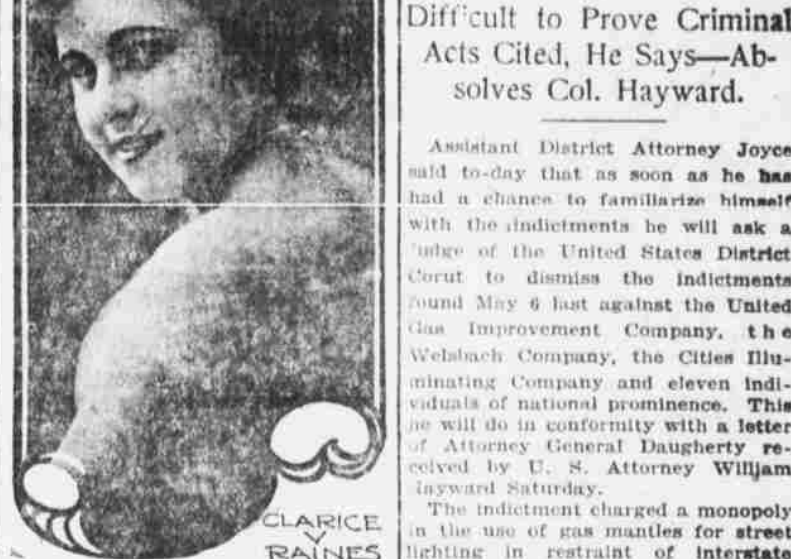 CLARICE
V
RAINES
Difficult to Prove Criminal
Acts Cited, He Says—Ab-
solves Col. Hayward.
Assistant District Attorney Joyce
said to-day that as soon as he has
had a chance to familiarize himself
with the indictments he will ask a
judge of the United States District
Corut to dismiss the indictments
found May 6 last against the United
Gas Improvement Company, the
Welsbach Company, the Cities Illu-
minating Company and eleven indi-
viduals of national prominence. This
he will do in conformity with a letter
of Attorney General Daugherty re-
ceived by U. S. Attorney William
Hayward Saturday.
The indictment charged a monopoly
in the use of gas mantles for street
lighting in restraint of interstate